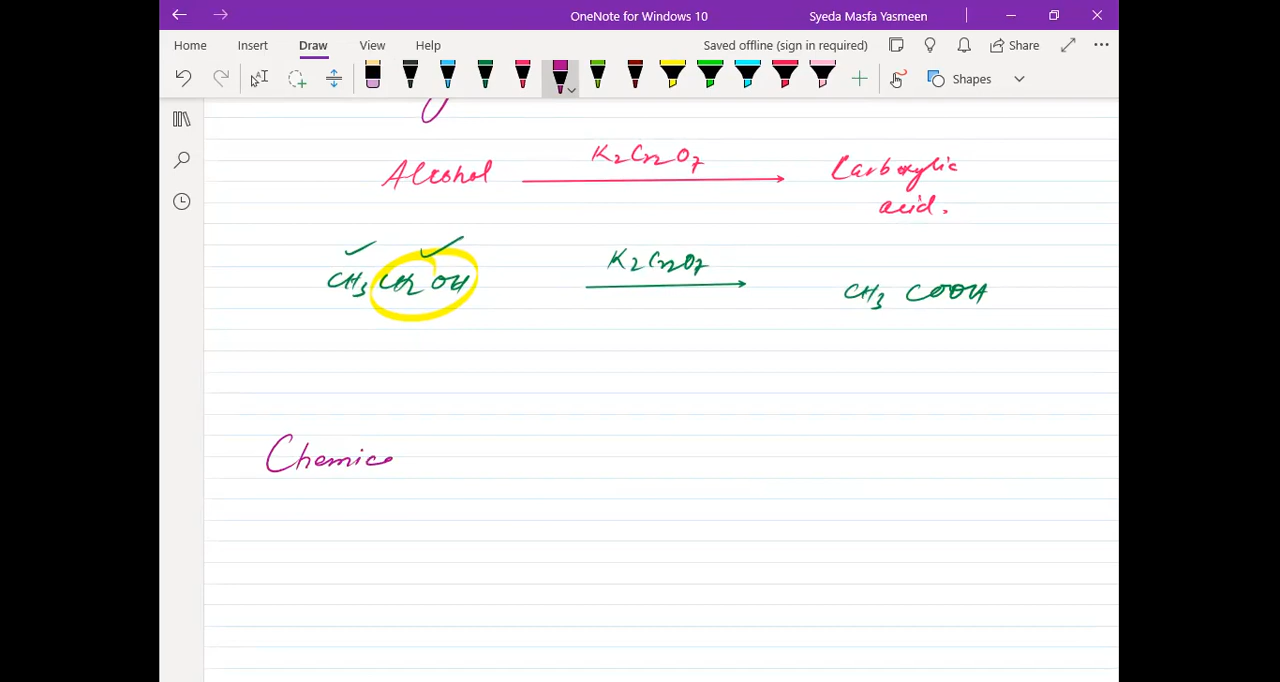 OneNote for Windows 10
Syeda Masfa Yasmeen
Home Insert Draw View Help
Saved offline (sign in required)
Share
Shapes
Alcohol K2Cr2O7 Carboxylic
acid.
CH3 CH2 OH K2Cr2O7 CH3 COOH
Chemic